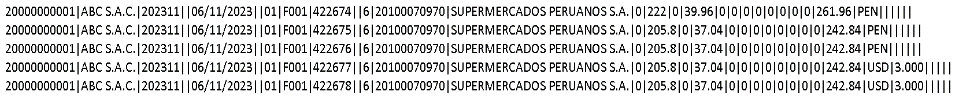 20000000001|ABC S.A.C.|202311||06/11/2023||01|F001|422674||6|20100070970|SUPERMERCADOS PERUANOS S.A.|0|222|0|39.96|0|0|0|0|0|0|0|261.96|PEN||||||
20000000001|ABC S.A.C.|202311||06/11/2023||01|F001|422675||6|20100070970|SUPERMERCADOS PERUANOS S.A.|0|205.8|0|37.04|0|0|0|0|0|0|0|242.84|PEN||||||
20000000001|ABC S.A.C.|202311||06/11/2023||01|F001|422676||6|20100070970|SUPERMERCADOS PERUANOS S.A.|0|205.8|0|37.04|0|0|0|0|0|0|0|242.84|PEN||||||
20000000001|ABC S.A.C.|202311||06/11/2023||01|F001|422677||6|20100070970|SUPERMERCADOS PERUANOS S.A.|0|205.8|0|37.04|0|0|0|0|0|0|0|242.84|USD|3.000|||||
20000000001|ABC S.A.C.|202311||06/11/2023||01|F001|422678||6|20100070970|SUPERMERCADOS PERUANOS S.A.|0|205.8|0|37.04|0|0|0|0|0|0|0|242.84|USD|3.000|||||